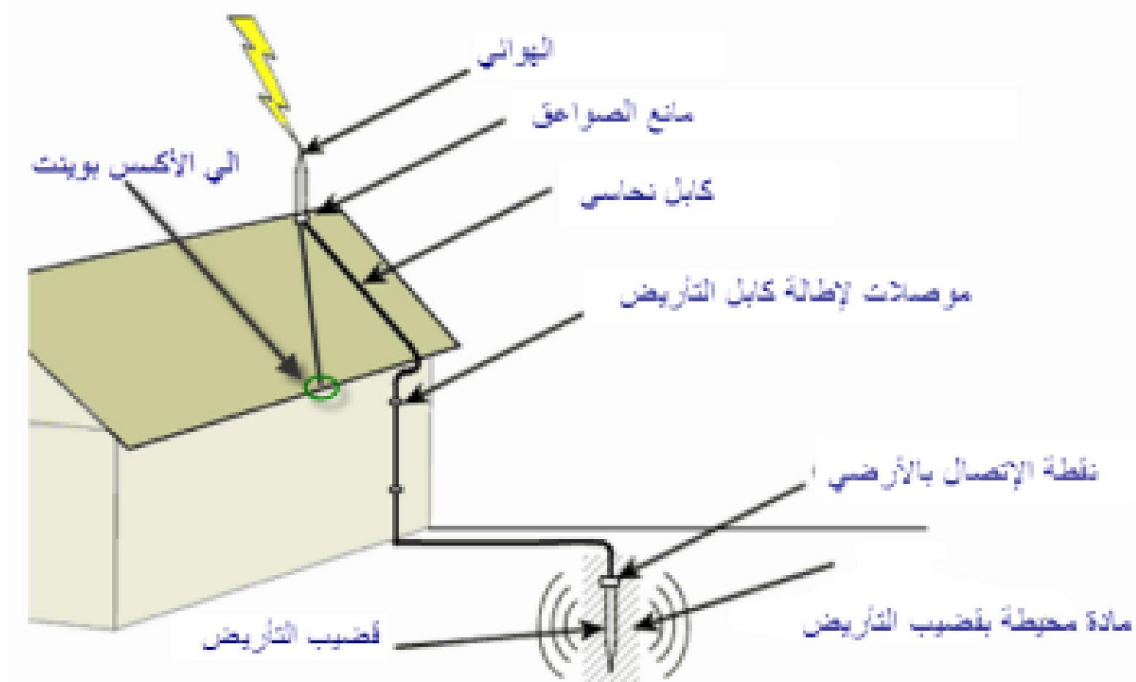 الهوائي
مانع الصواعق
الي الأكسس بوينت
كابل نحاسي
موصلات لإطالة كابل التأريض
نقطة الإتصال بالأرضي
مادة محيطة بقضيب التأريض
قضيب التأريض